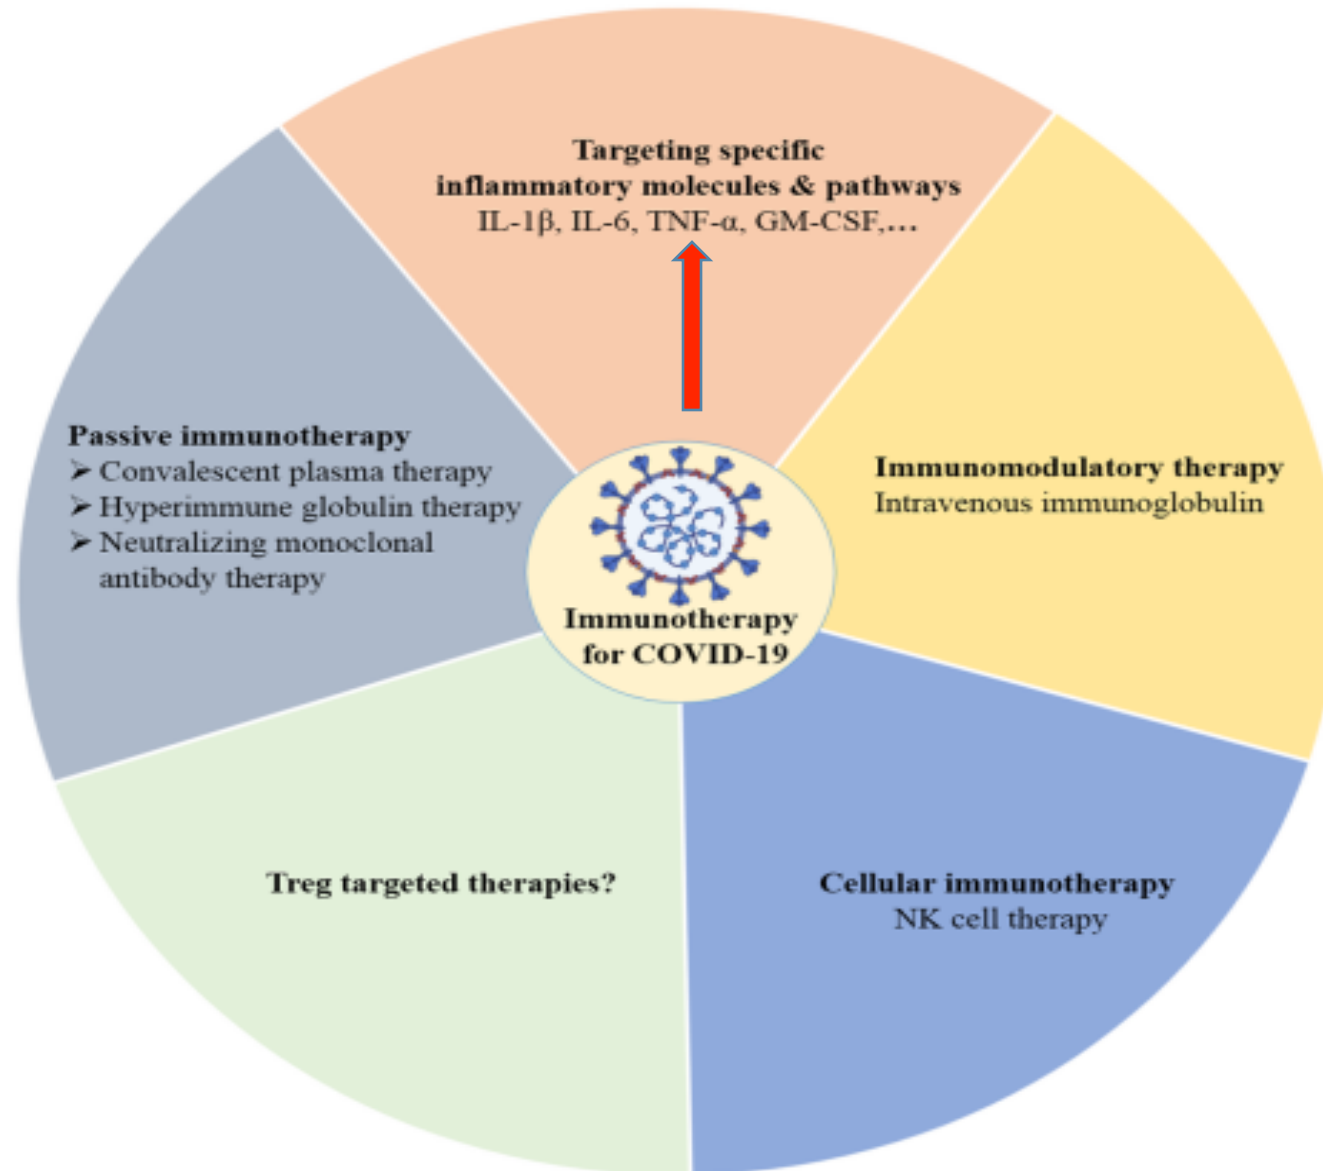 Targeting specific
inflammatory molecules & pathways
IL-1β, IL-6, TNF-α, GM-CSF,...
Passive immunotherapy
➤ Convalescent plasma therapy
➤ Hyperimmune globulin therapy
➤ Neutralizing monoclonal
antibody therapy
Immunomodulatory therapy
Intravenous immunoglobulin
Immunotherapy
for COVID-19
Treg targeted therapies?
Cellular immunotherapy
NK cell therapy